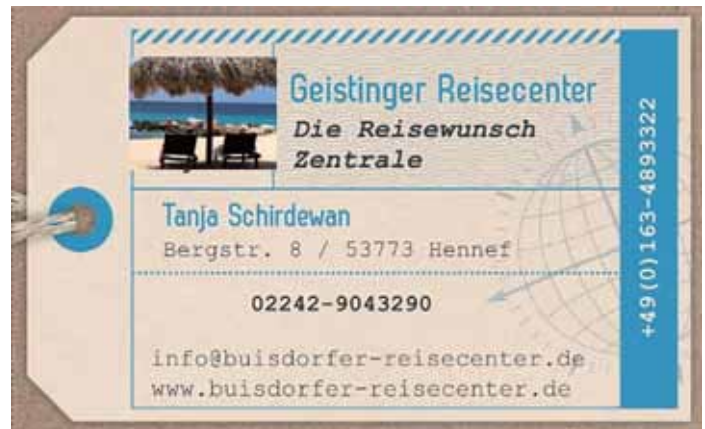 Geistinger Reisecenter
Die Reisewunsch
Zentrale
Tanja Schirdewan
Bergstr. 8 / 53773 Hennef
02242-9043290
info@buisdorfer-reisecenter.de
www.buisdorfer-reisecenter.de
+49(0)163-4893322